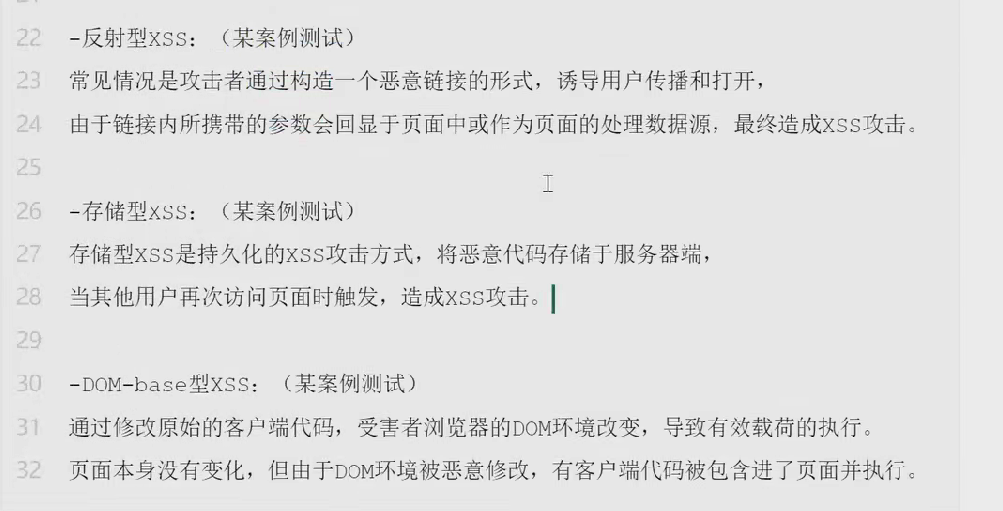 22 -反射型XSS：（某案例测试）
23 常见情况是攻击者通过构造一个恶意链接的形式，诱导用户传播和打开，
24 由于链接内所携带的参数会回显于页面中或作为页面的处理数据源，最终造成XSS攻击。
25
26 -存储型XSS：（某案例测试）
27 存储型XSS是持久化的XSS攻击方式，将恶意代码存储于服务器端，
28 当其他用户再次访问页面时触发，造成XSS攻击。
29
30 -DOM-base型XSS：（某案例测试）
31 通过修改原始的客户端代码，受害者浏览器的DOM环境改变，导致有效载荷的执行。
32 页面本身没有变化，但由于DOM环境被恶意修改，有客户端代码被包含进了页面并执行。